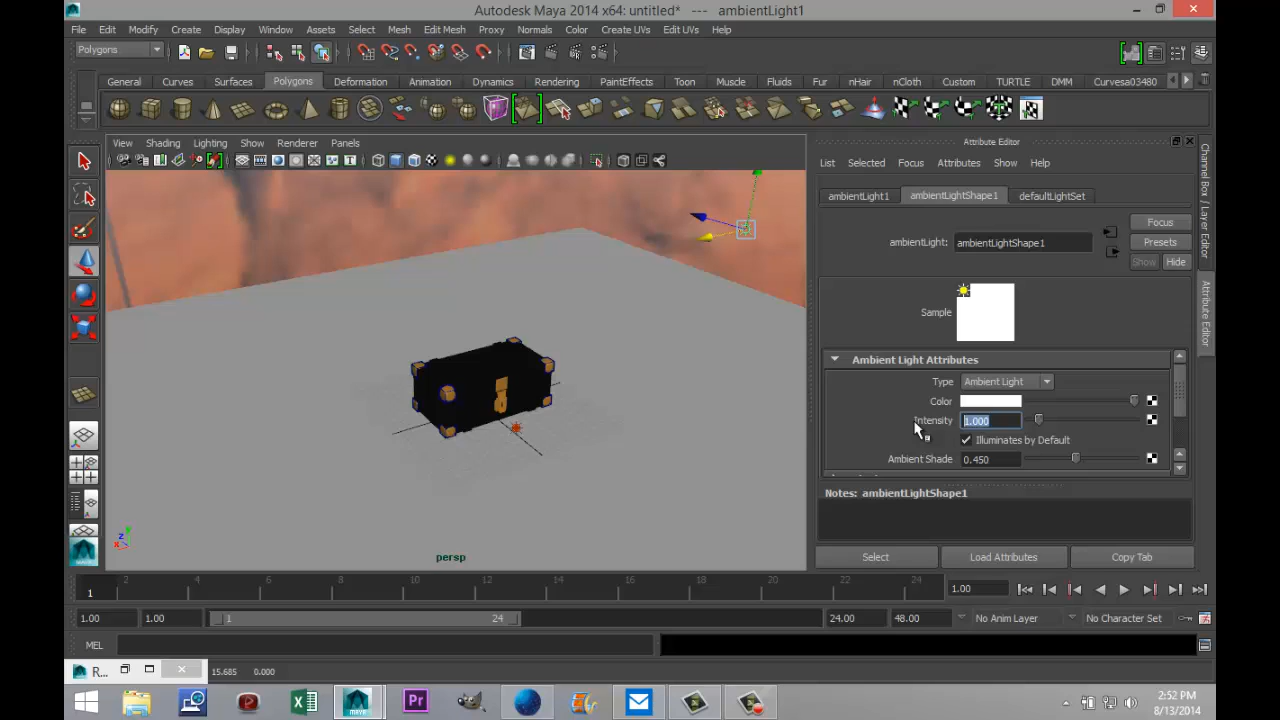 Autodesk Maya 2014 x64: untitled* --- ambientLight1
File Edit Modify Create Display Window Assets Select Mesh Edit Mesh Proxy Normals Color Create UVs Edit UVs Help
Polygons
General Curves Surfaces Polygons Deformation Animation Dynamics Rendering PaintEffects Toon Muscle Fluids Fur nHair nCloth Custom TURTLE DMM Curvesa03480
View Shading Lighting Show Renderer Panels
Attribute Editor
List Selected Focus Attributes Show Help
ambientLight1 ambientLightShape1 defaultLightSet
Focus
ambientLight: ambientLightShape1
Presets
Show Hide
Sample
Ambient Light Attributes
Type Ambient Light
Color
Intensity 1.000
Illuminates by Default
Ambient Shade 0.450
Notes: ambientLightShape1
Select Load Attributes Copy Tab
Channel Box / Layer Editor
Attribute Editor
persp
y
z
x
2 4 6 8 10 12 14 16 18 20 22 24
1 1.00
1.00 1.00 1 24 24.00 48.00 No Anim Layer No Character Set
MEL
R... 15.685 0.000
Pr
2:52 PM
8/13/2014